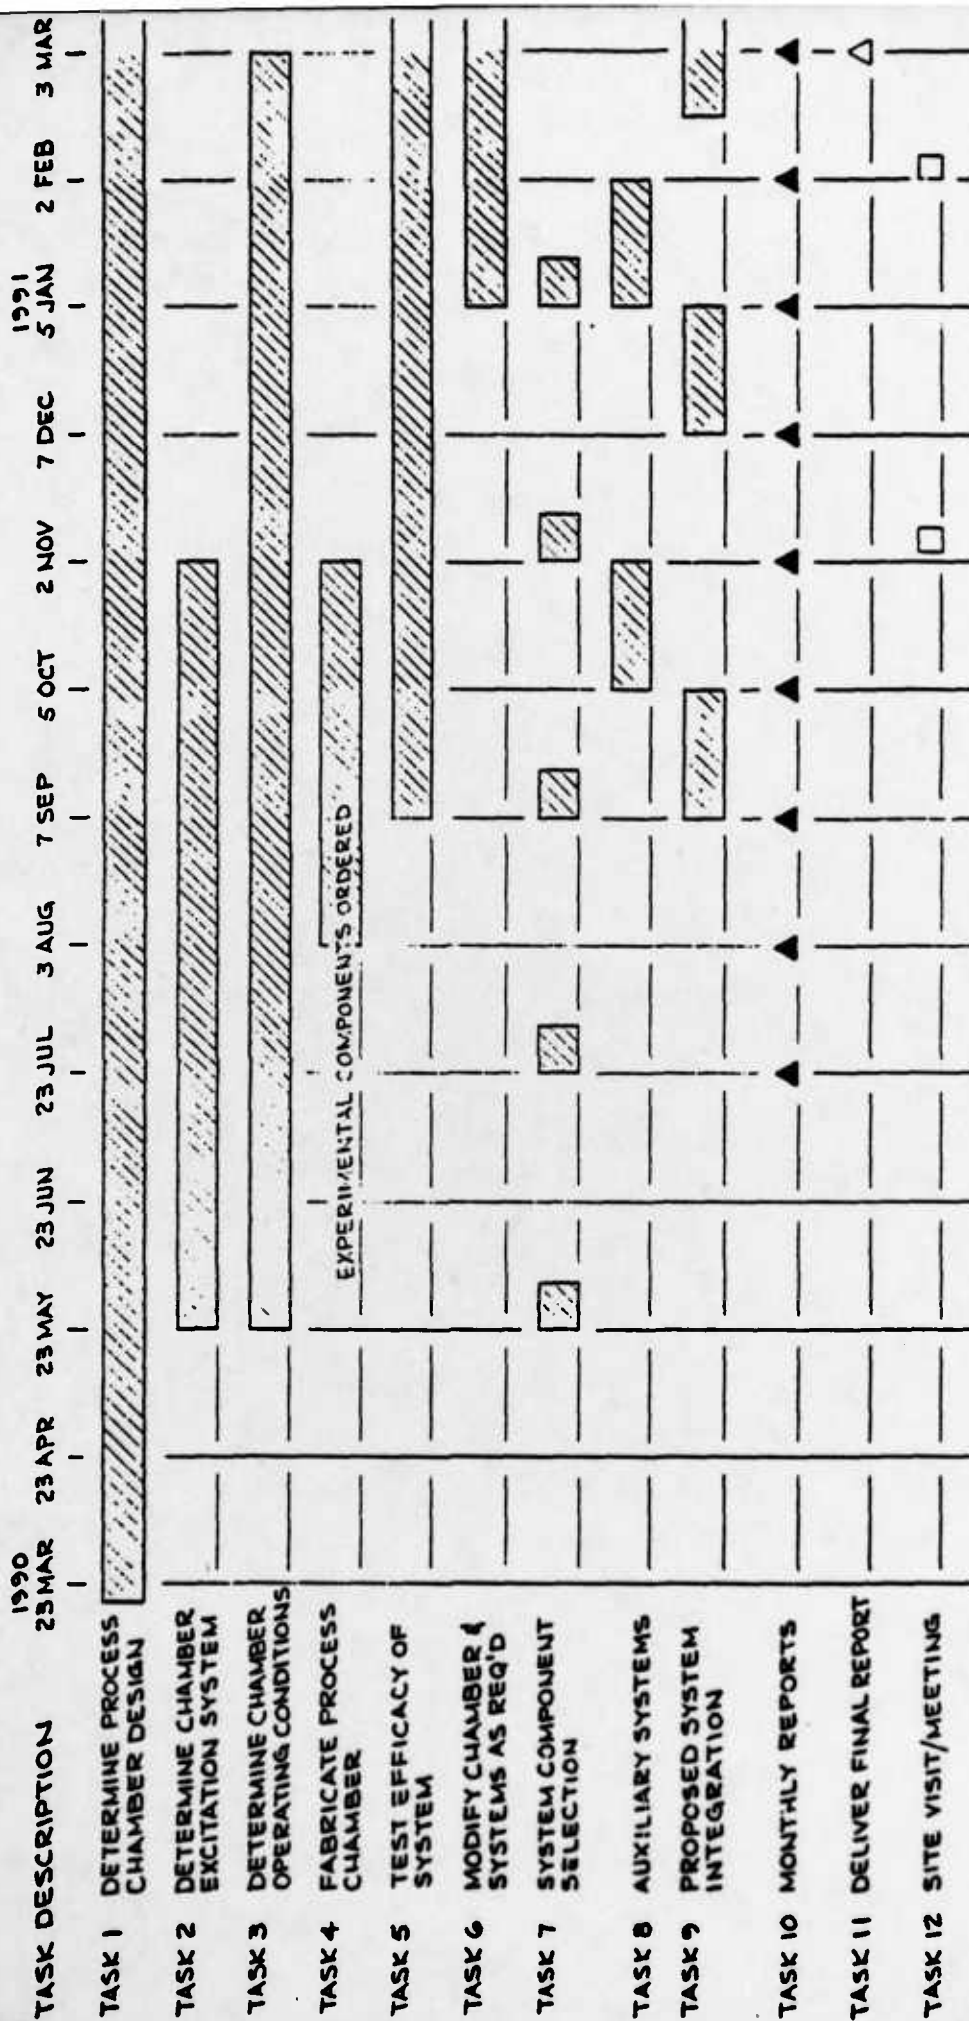 1990
1991
TASK DESCRIPTION
23 MAR 23 APR 23 MAY 23 JUN 23 JUL 3 AUG 7 SEP 5 OCT 2 NOV 7 DEC 5 JAN 2 FEB 3 MAR
TASK 1 DETERMINE PROCESS
CHAMBER DESIGN
TASK 2 DETERMINE CHAMBER
EXCITATION SYSTEM
TASK 3 DETERMINE CHAMBER
OPERATING CONDITIONS
TASK 4 FABRICATE PROCESS
CHAMBER
EXPERIMENTAL COMPONENTS ORDERED
TASK 5 TEST EFFICACY OF
SYSTEM
TASK 6 MODIFY CHAMBER &
SYSTEMS AS REQ'D
TASK 7 SYSTEM COMPONENT
SELECTION
TASK 8 AUXILIARY SYSTEMS
TASK 9 PROPOSED SYSTEM
INTEGRATION
TASK 10 MONTHLY REPORTS
TASK 11 DELIVER FINAL REPORT
TASK 12 SITE VISIT/MEETING